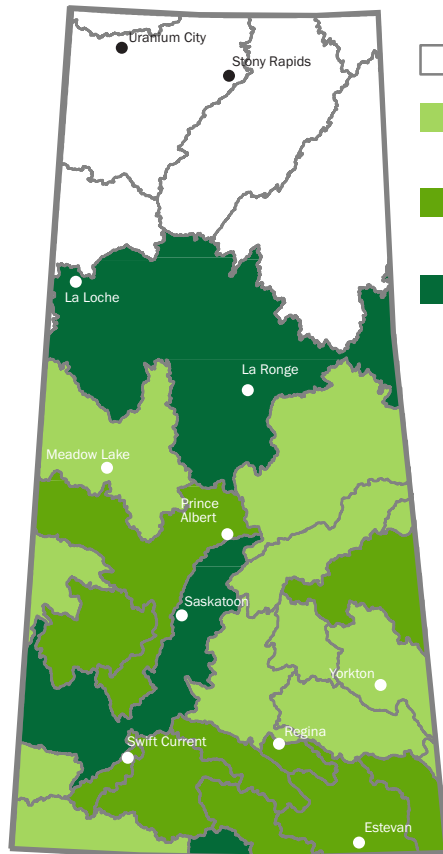 Uranium City
Stony Rapids
La Loche
La Ronge
Meadow Lake
Prince
Albert
Saskatoon
Yorkton
Regina
Swift Current
Estevan